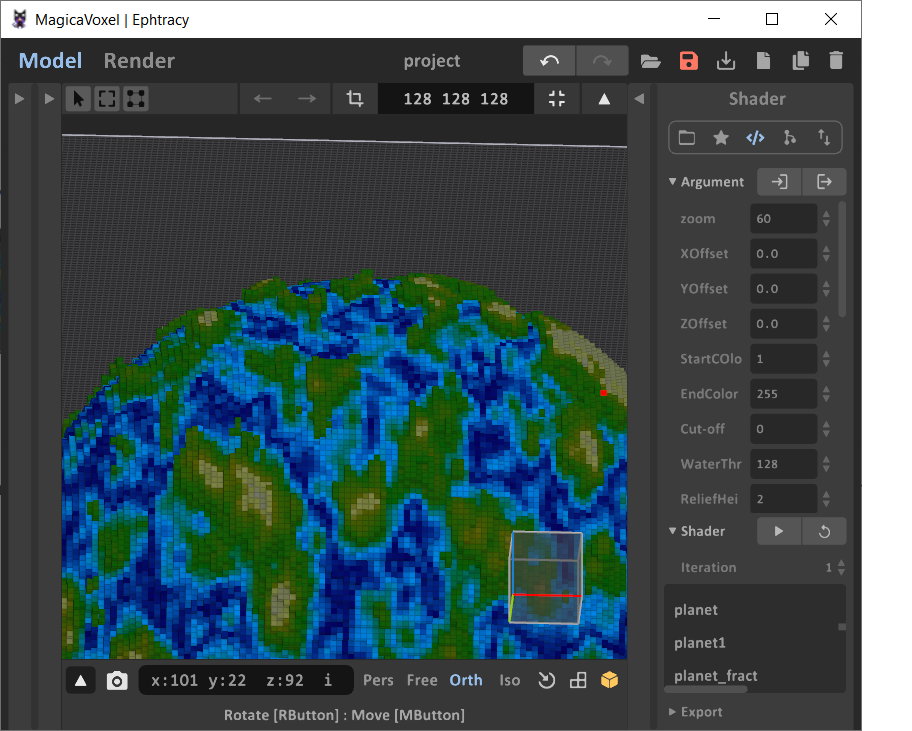 MagicaVoxel | Ephtracy
Model Render project
128 128 128
Shader
Argument
zoom 60
XOffset 0.0
YOffset 0.0
ZOffset 0.0
StartCOlo 1
EndColor 255
Cut-off 0
WaterThr 128
ReliefHei 2
Shader
Iteration 1
planet
planet1
planet_fract
Export
x:101 y:22 z:92 i Pers Free Orth Iso
Rotate [RButton] : Move [MButton]